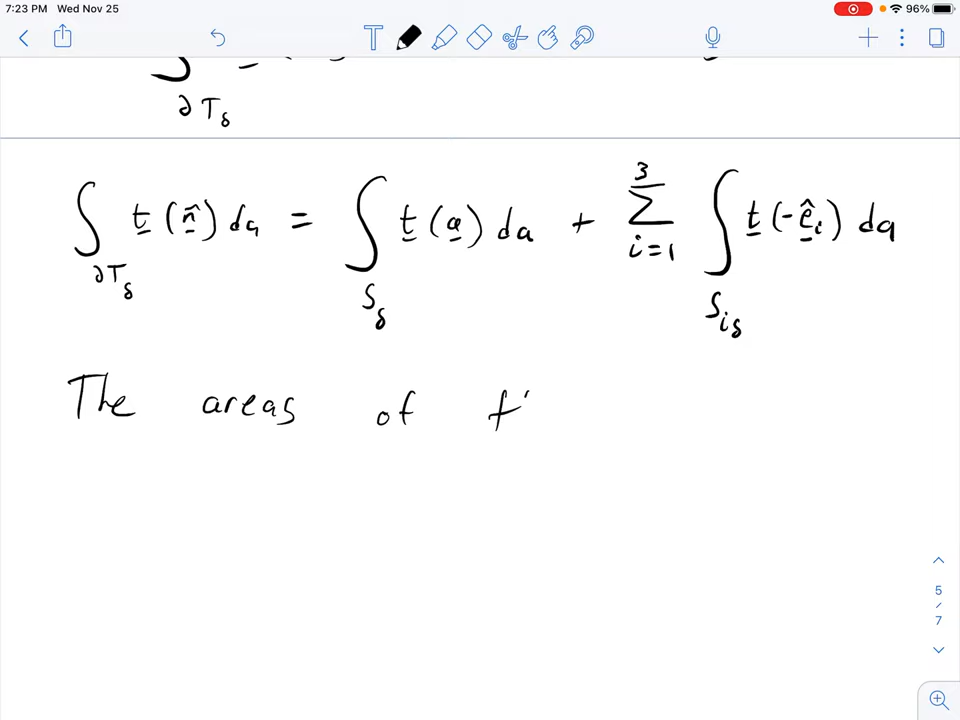 7:23 PM Wed Nov 25 96%
T
∂T_δ
∫_{∂T_δ} t(n̂) da = ∫_{S_δ} t(a) da + Σ_{i=1}^{3} ∫_{S_{iδ}} t(-ê_i) da
The areas of f
5
/
7